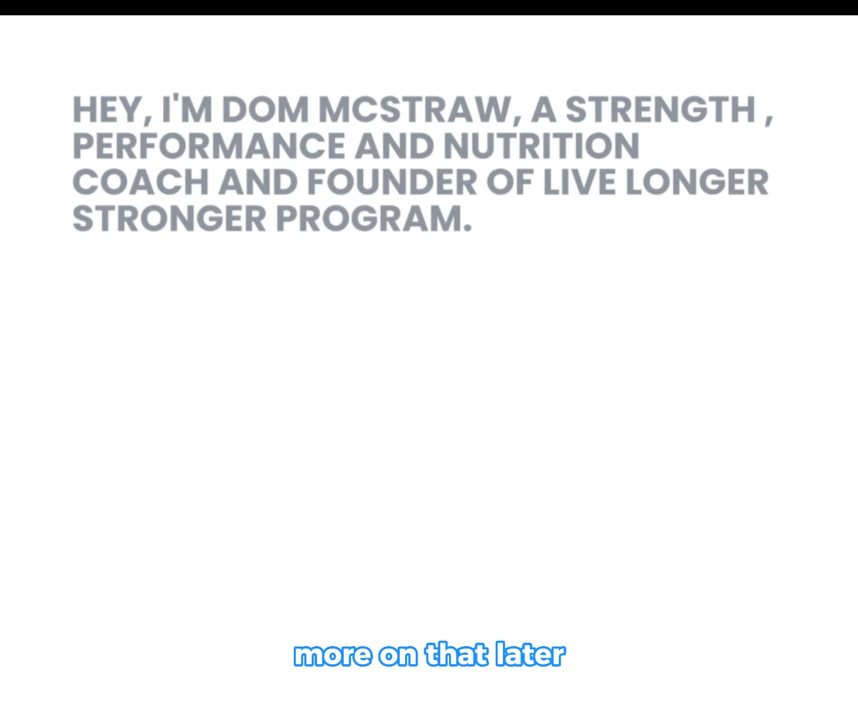 HEY, I'M DOM MCSTRAW, A STRENGTH ,
PERFORMANCE AND NUTRITION
COACH AND FOUNDER OF LIVE LONGER
STRONGER PROGRAM.
more on that later